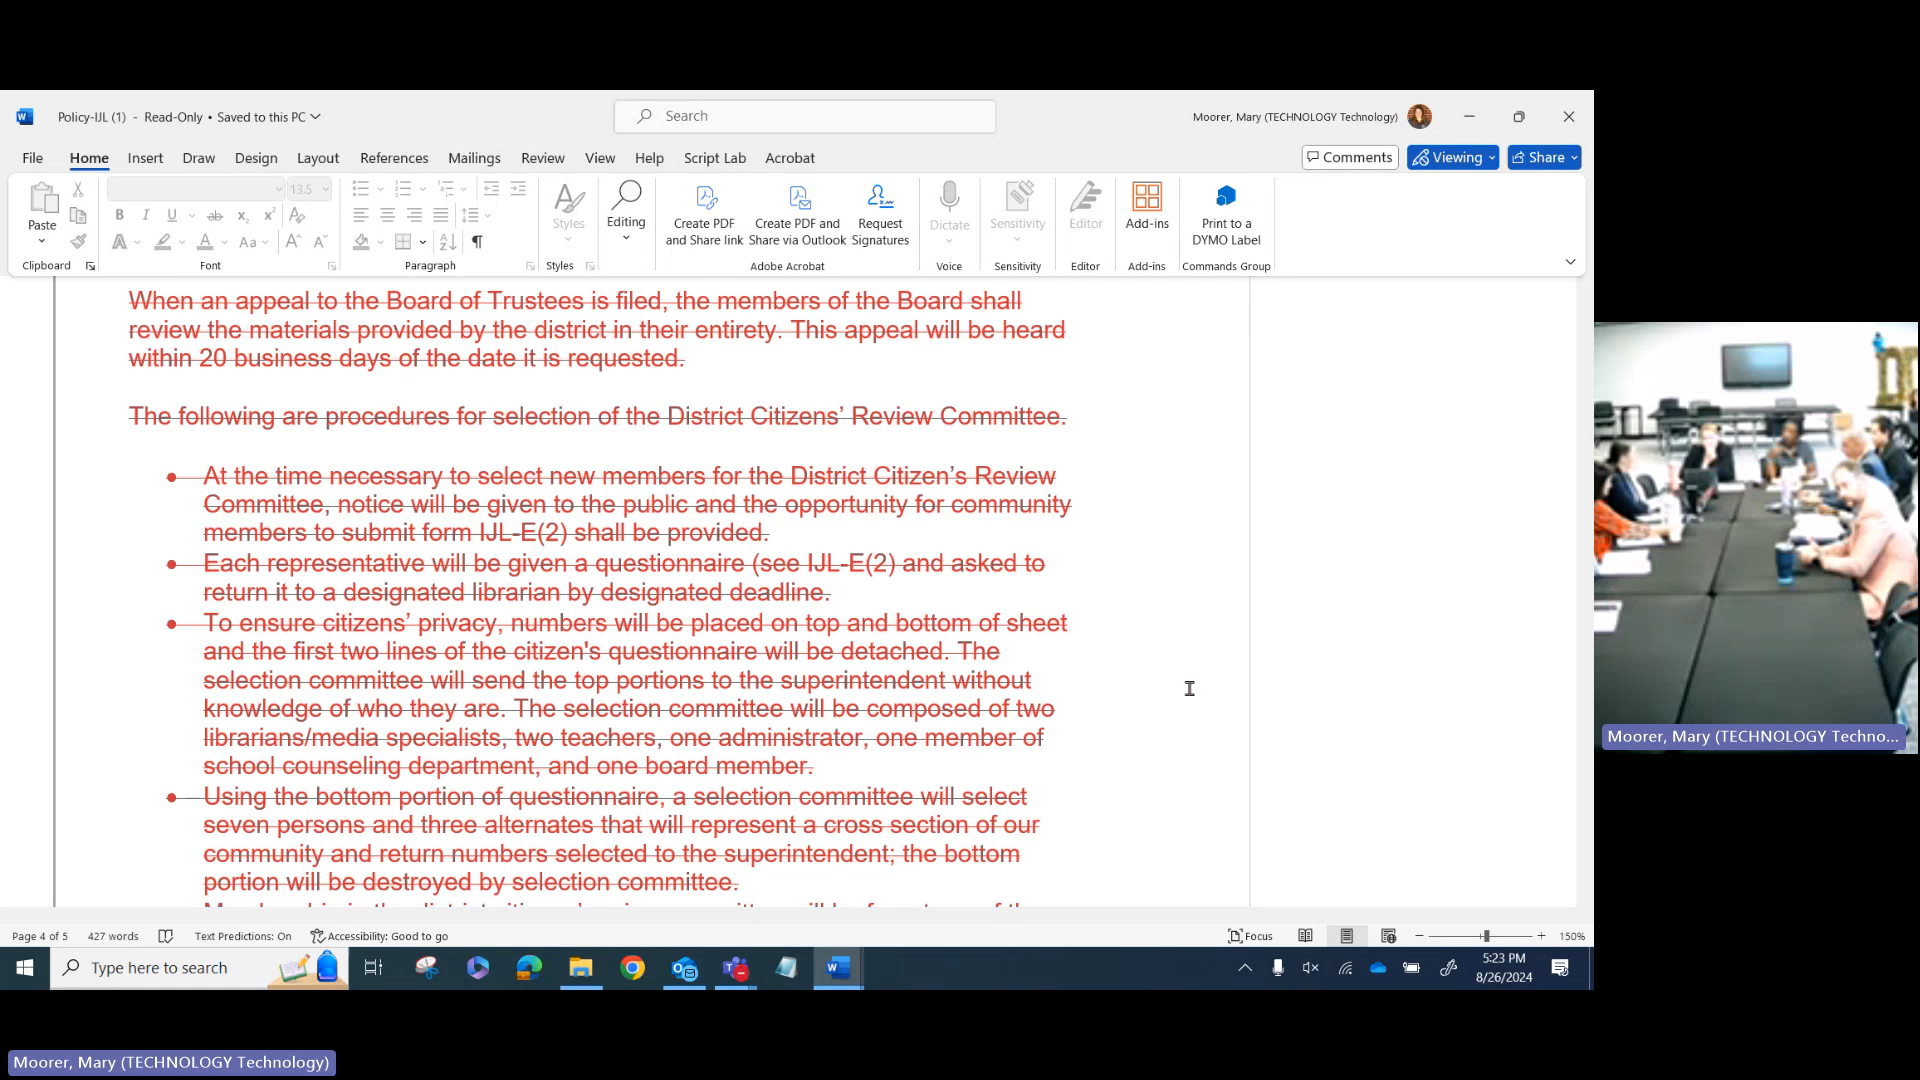 Policy-IJL (1) - Read-Only • Saved to this PC
Search
Moorer, Mary (TECHNOLOGY Technology)
File Home Insert Draw Design Layout References Mailings Review View Help Script Lab Acrobat
Comments Viewing Share
13.5
Paste
Styles
Editing
Create PDF and Share link
Create PDF and Share via Outlook
Request Signatures
Dictate
Sensitivity
Editor
Add-ins
Print to a DYMO Label
Clipboard Font Paragraph Styles Adobe Acrobat Voice Sensitivity Editor Add-ins Commands Group
When an appeal to the Board of Trustees is filed, the members of the Board shall
review the materials provided by the district in their entirety. This appeal will be heard
within 20 business days of the date it is requested.
The following are procedures for selection of the District Citizens’ Review Committee.
• At the time necessary to select new members for the District Citizen’s Review
Committee, notice will be given to the public and the opportunity for community
members to submit form IJL-E(2) shall be provided.
• Each representative will be given a questionnaire (see IJL-E(2) and asked to
return it to a designated librarian by designated deadline.
• To ensure citizens’ privacy, numbers will be placed on top and bottom of sheet
and the first two lines of the citizen's questionnaire will be detached. The
selection committee will send the top portions to the superintendent without
knowledge of who they are. The selection committee will be composed of two
librarians/media specialists, two teachers, one administrator, one member of
school counseling department, and one board member.
• Using the bottom portion of questionnaire, a selection committee will select
seven persons and three alternates that will represent a cross section of our
community and return numbers selected to the superintendent; the bottom
portion will be destroyed by selection committee.
Page 4 of 5 427 words Text Predictions: On Accessibility: Good to go Focus 150%
Type here to search
5:23 PM
8/26/2024
Moorer, Mary (TECHNOLOGY Techno...
Moorer, Mary (TECHNOLOGY Technology)